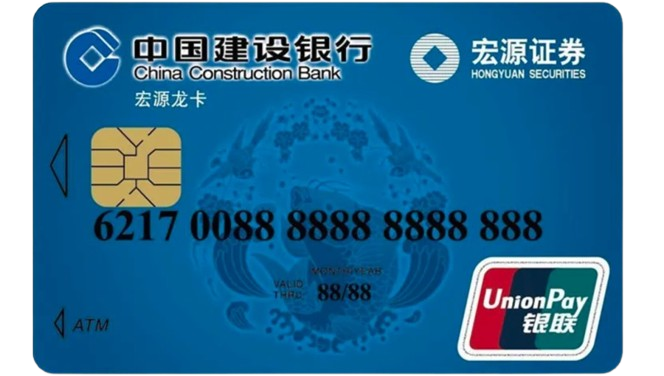 中国建设银行
China Construction Bank
宏源龙卡
宏源证券
HONGYUAN SECURITIES
6217 0088 8888 8888 888
MONTH/YEAR
VALID
THRU
88/88
ATM
UnionPay
银联